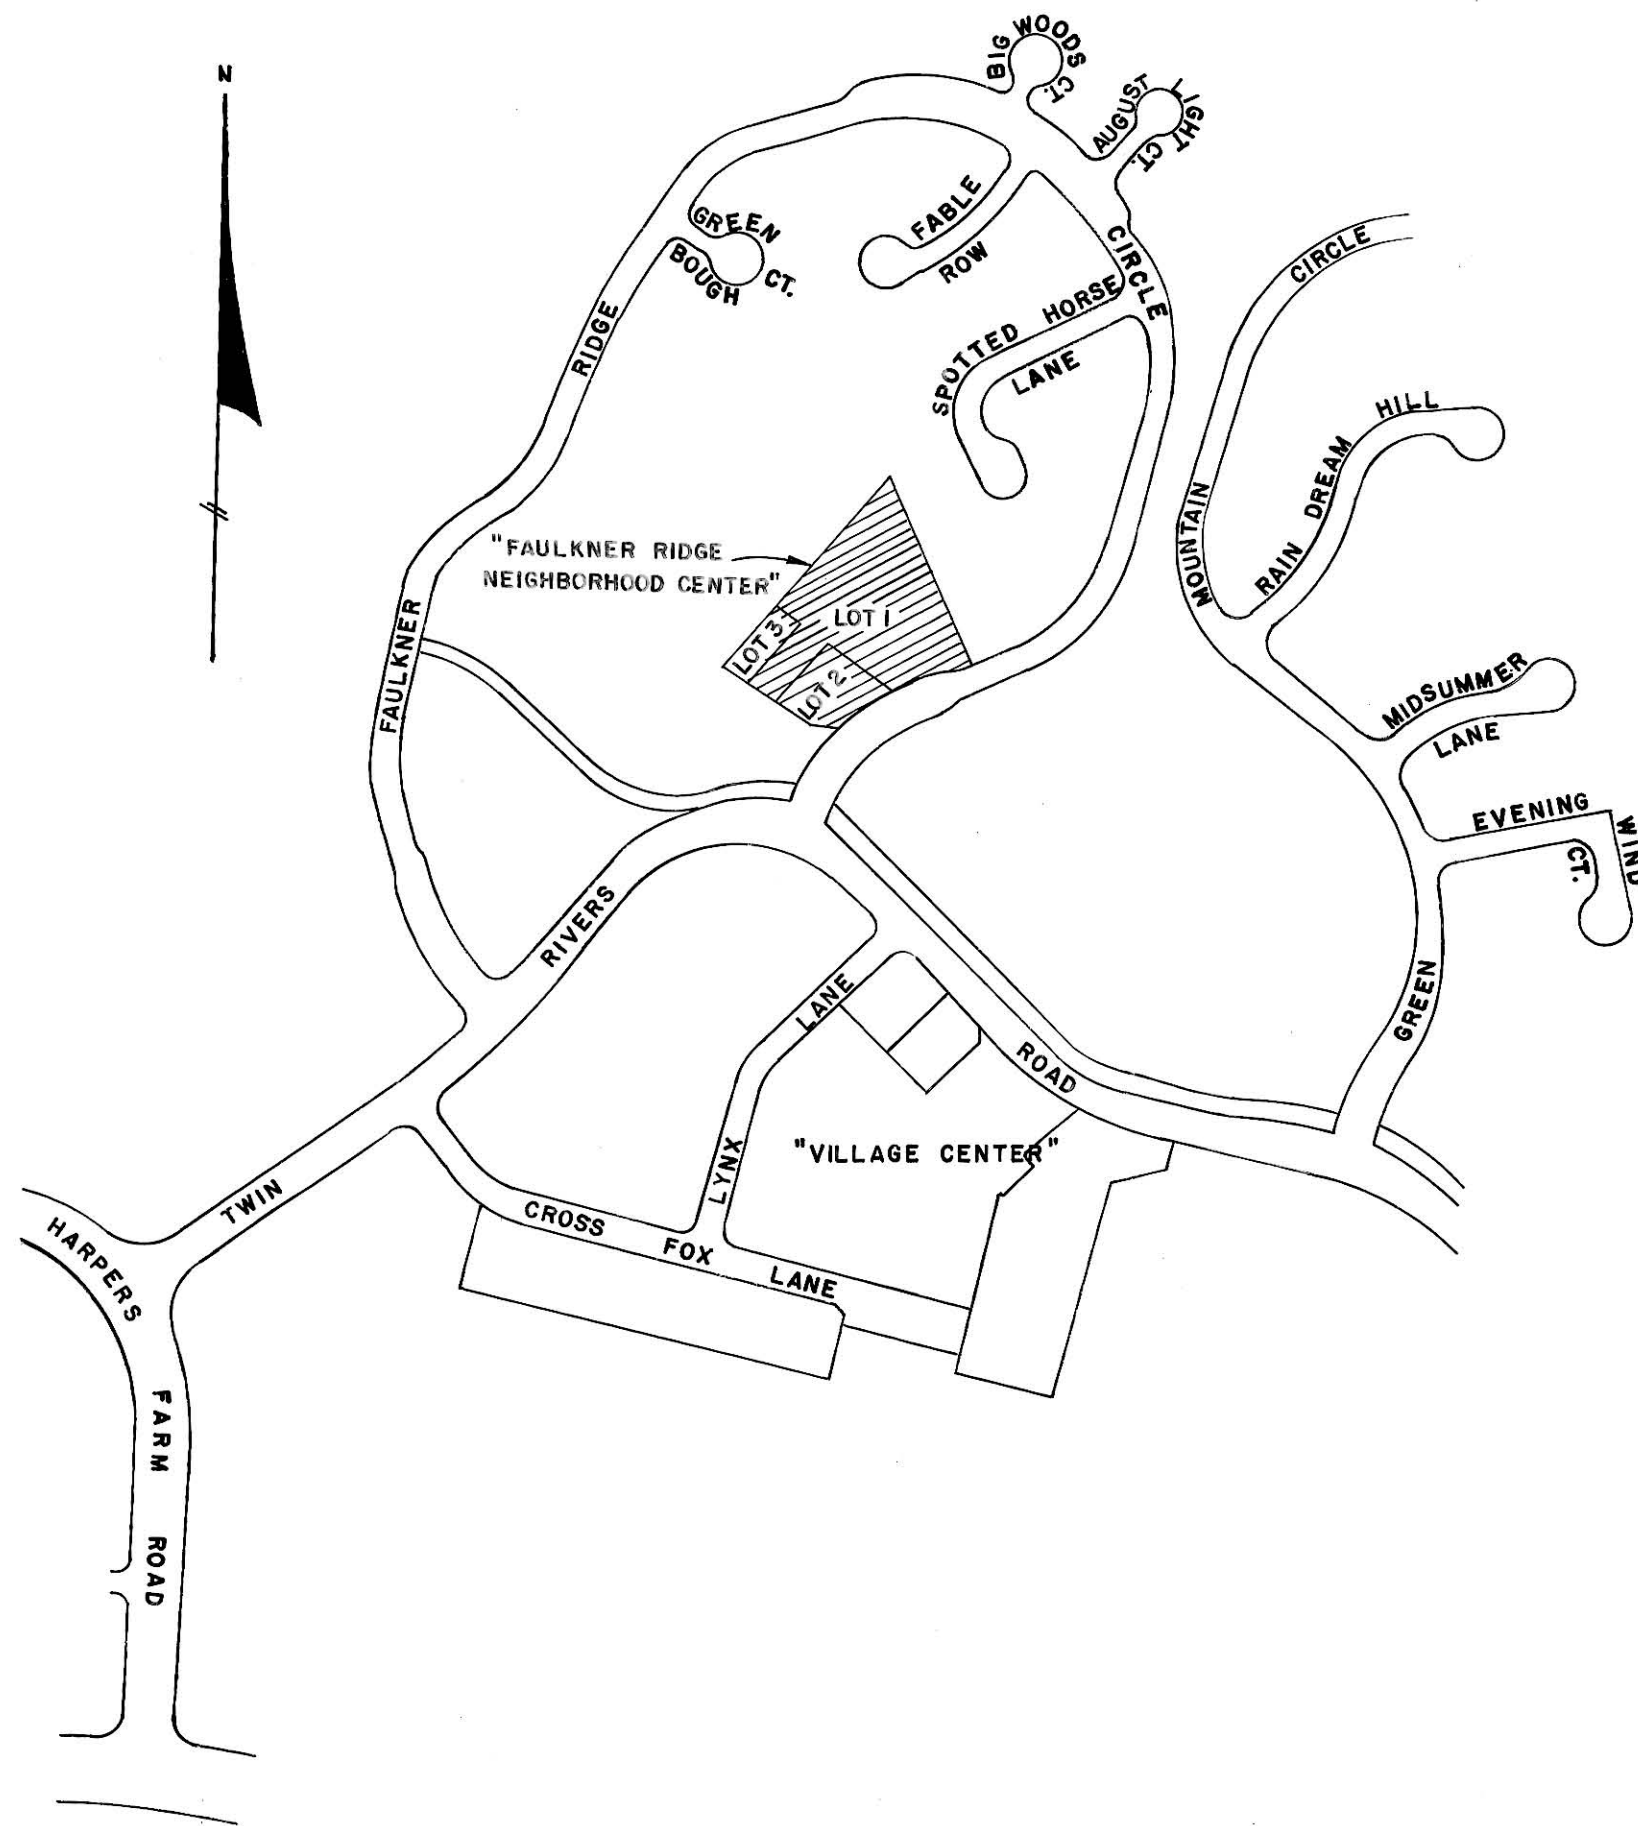 N
BIG WOODS CT.
AUGUST LIGHT CT.
GREEN BOUGH CT.
FABLE ROW
CIRCLE
SPOTTED HORSE LANE
RIDGE
CIRCLE
HILL
DREAM
RAIN
MOUNTAIN
"FAULKNER RIDGE
NEIGHBORHOOD CENTER"
LOT 1
LOT 3
LOT 2
FAULKNER
MIDSUMMER
LANE
EVENING WIND
CT.
RIVERS
LANE
ROAD
GREEN
"VILLAGE CENTER"
LYNX
TWIN
CROSS FOX LANE
HARPERS
FARM
ROAD